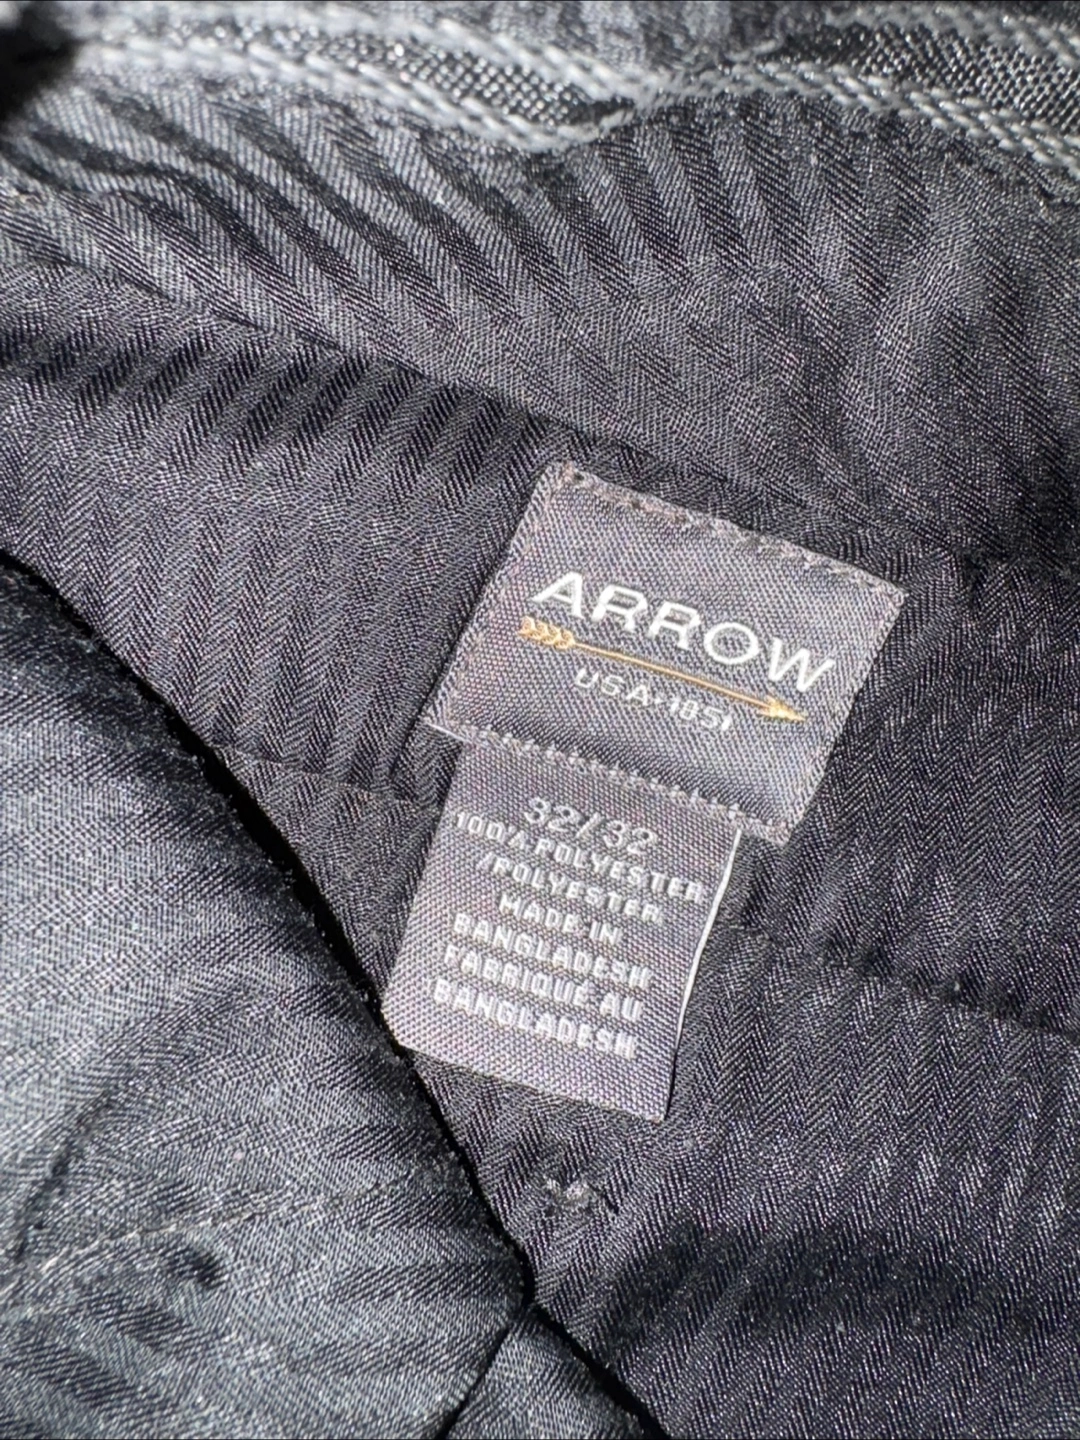 ARROW
USA•1851
32/32
100% POLYESTER
/POLYESTER
MADE IN
BANGLADESH
FABRIQUÉ AU
BANGLADESH